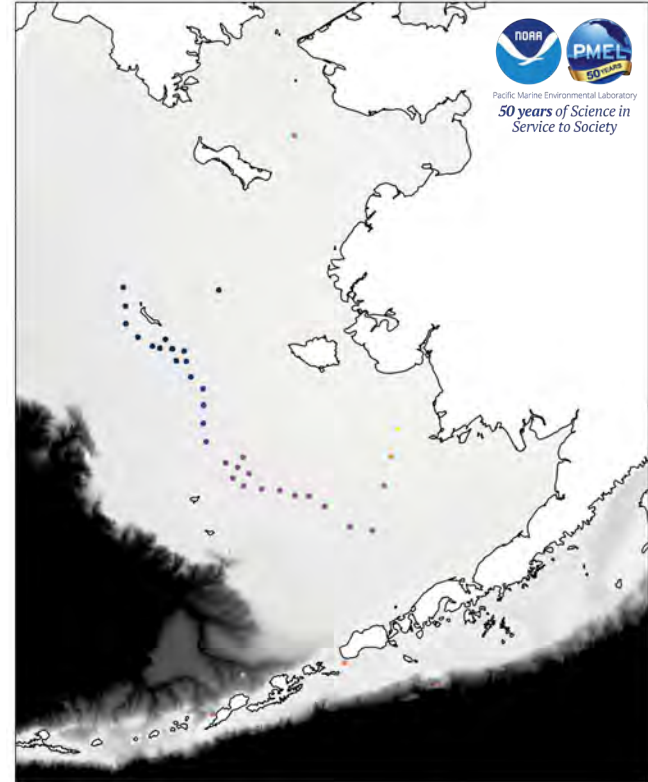 NOAA
PMEL
50 YEARS
Pacific Marine Environmental Laboratory
50 years of Science in
Service to Society